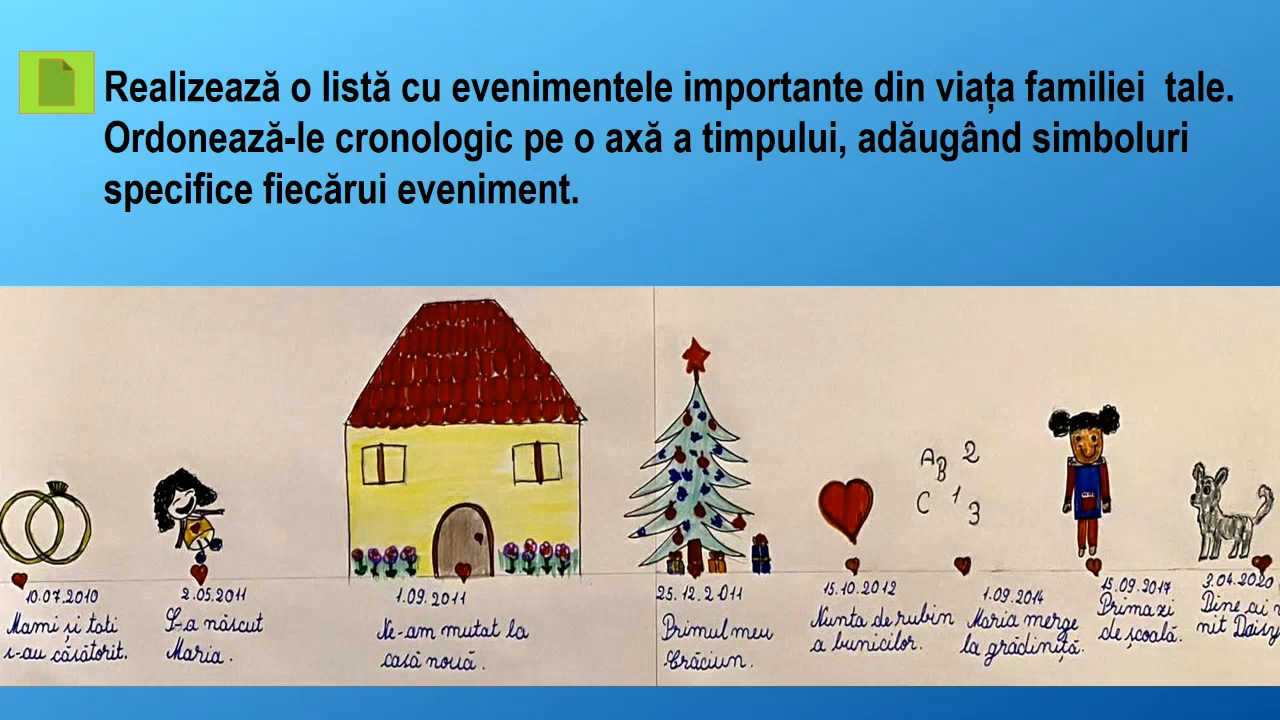 Realizează o listă cu evenimentele importante din viața familiei tale.
Ordonează-le cronologic pe o axă a timpului, adăugând simboluri
specifice fiecărui eveniment.
A B 2
C 1 3
10.07.2010
Mami și tati
s-au căsătorit.
2.05.2011
S-a născut
Maria.
1.09.2011
Ne-am mutat la
casă nouă.
25.12.2011
Primul meu
Crăciun.
15.10.2012
Nunta de rubin
a bunicilor.
1.09.2014
Maria merge
la grădiniță.
15.09.2017
Prima zi
de școală.
3.04.2020
nit Daisy